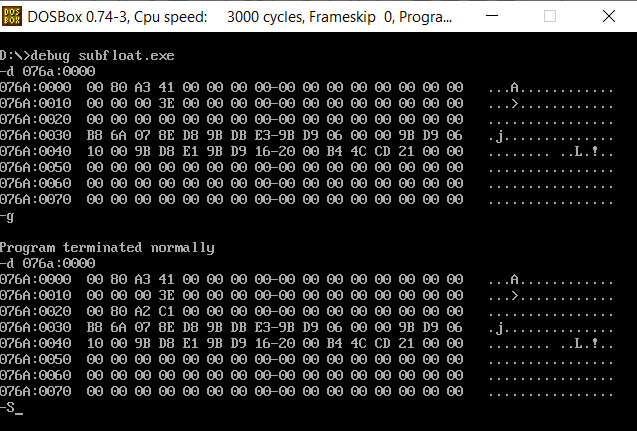 DOSBox 0.74-3, Cpu speed: 3000 cycles, Frameskip 0, Progra...
D:\>debug subfloat.exe
-d 076a:0000
076A:0000 00 80 A3 41 00 00 00 00-00 00 00 00 00 00 00 00 ...A............
076A:0010 00 00 00 3E 00 00 00 00-00 00 00 00 00 00 00 00 ...>............
076A:0020 00 00 00 00 00 00 00 00-00 00 00 00 00 00 00 00 ................
076A:0030 B8 6A 07 8E D8 9B DB E3-9B D9 06 00 00 9B D9 06 .j..............
076A:0040 10 00 9B D8 E1 9B D9 16-20 00 B4 4C CD 21 00 00 ........ ..L.!..
076A:0050 00 00 00 00 00 00 00 00-00 00 00 00 00 00 00 00 ................
076A:0060 00 00 00 00 00 00 00 00-00 00 00 00 00 00 00 00 ................
076A:0070 00 00 00 00 00 00 00 00-00 00 00 00 00 00 00 00 ................
-g
Program terminated normally
-d 076a:0000
076A:0000 00 80 A3 41 00 00 00 00-00 00 00 00 00 00 00 00 ...A............
076A:0010 00 00 00 3E 00 00 00 00-00 00 00 00 00 00 00 00 ...>............
076A:0020 00 80 A2 C1 00 00 00 00-00 00 00 00 00 00 00 00 ................
076A:0030 B8 6A 07 8E D8 9B DB E3-9B D9 06 00 00 9B D9 06 .j..............
076A:0040 10 00 9B D8 E1 9B D9 16-20 00 B4 4C CD 21 00 00 ........ ..L.!..
076A:0050 00 00 00 00 00 00 00 00-00 00 00 00 00 00 00 00 ................
076A:0060 00 00 00 00 00 00 00 00-00 00 00 00 00 00 00 00 ................
076A:0070 00 00 00 00 00 00 00 00-00 00 00 00 00 00 00 00 ................
-S_